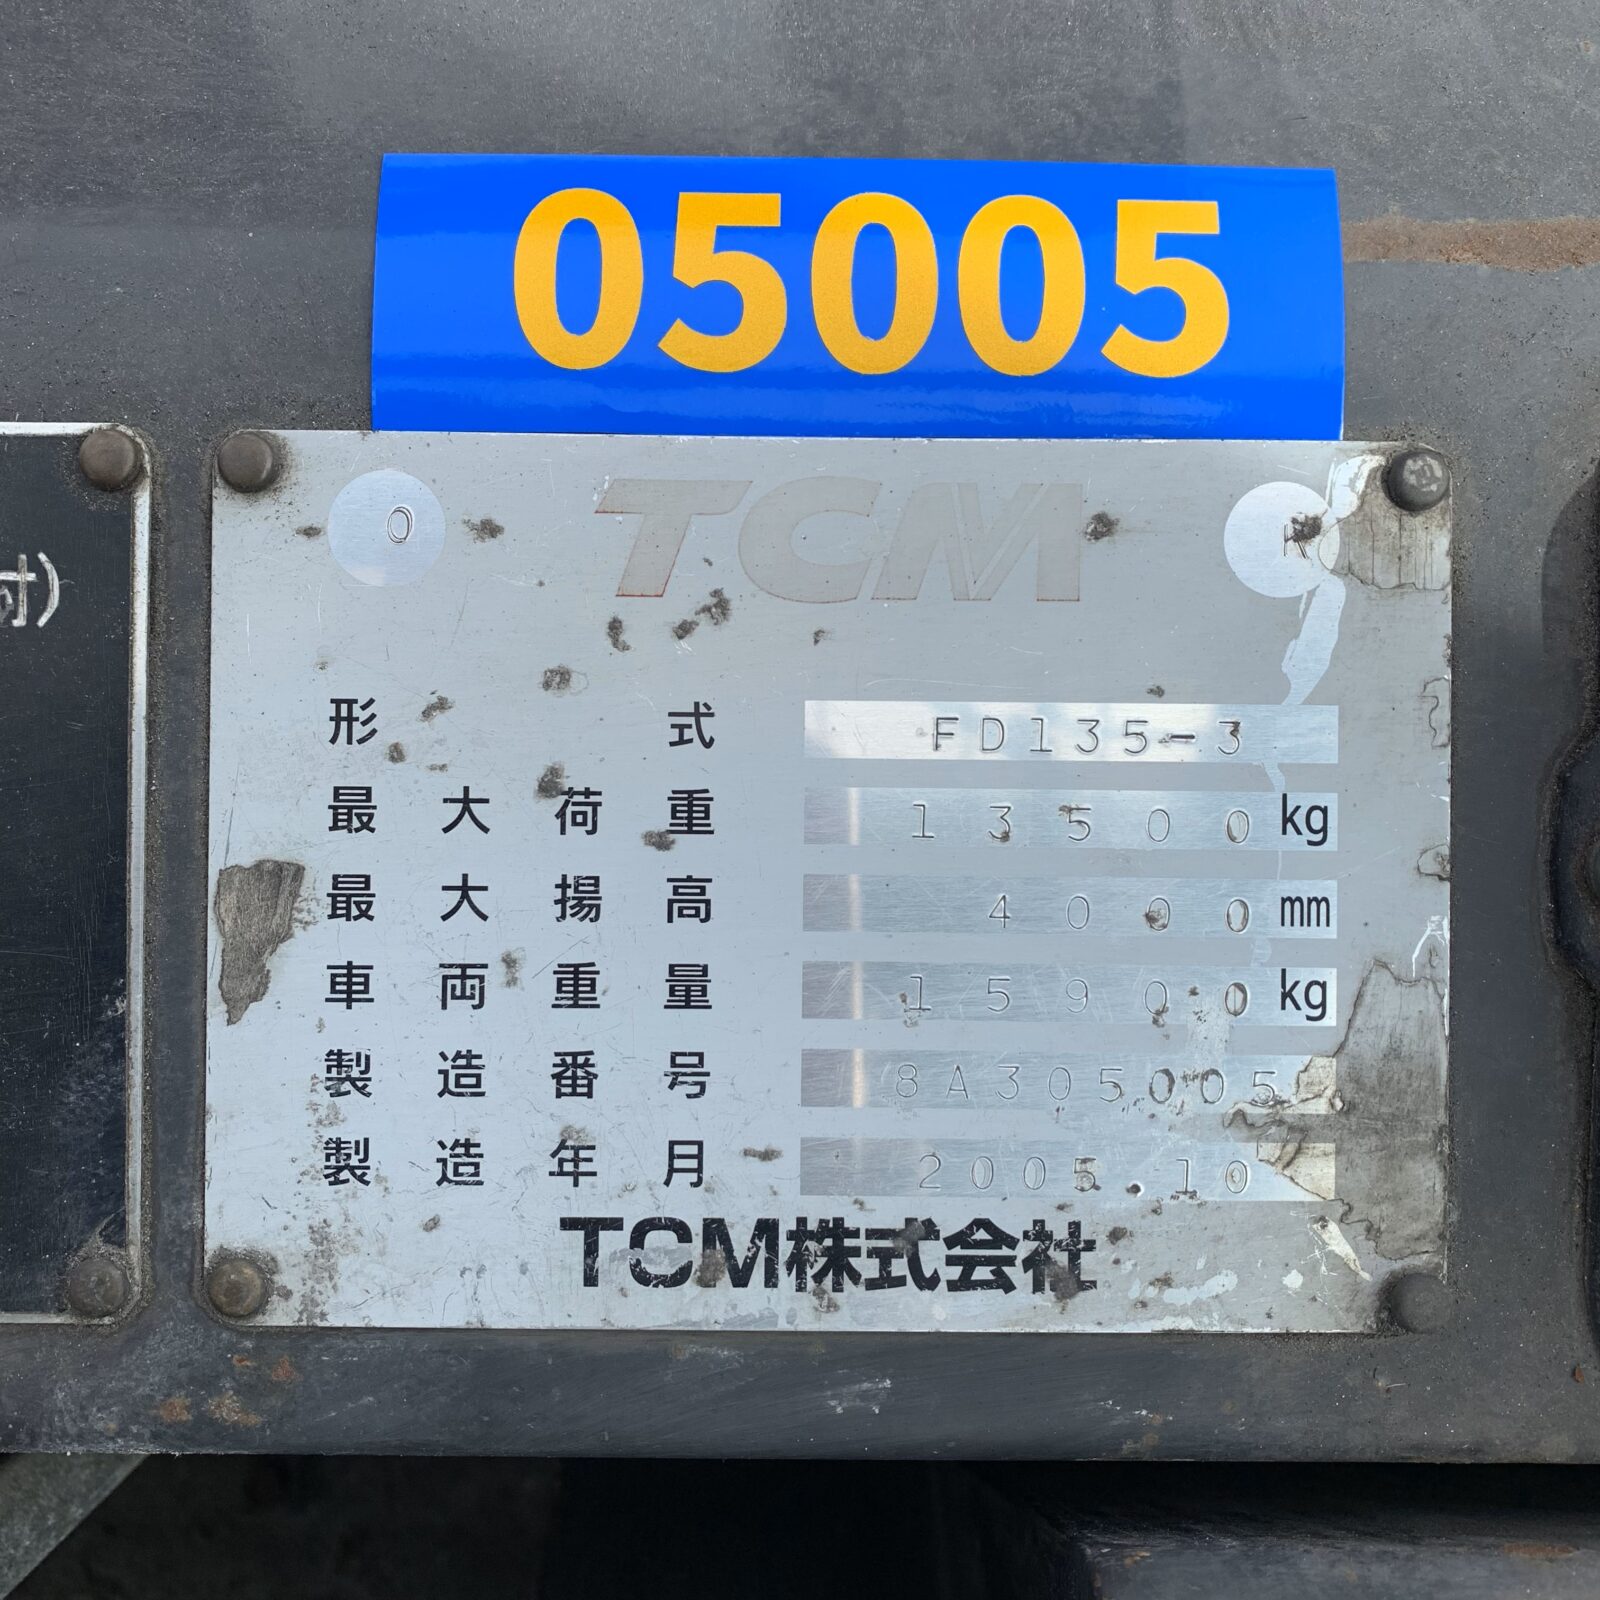 05005
付)
O TCM K
形式 FD135-3
最大荷重 13500 kg
最大揚高 4000 mm
車両重量 15900 kg
製造番号 8A305005
製造年月 2005.10
TCM株式会社